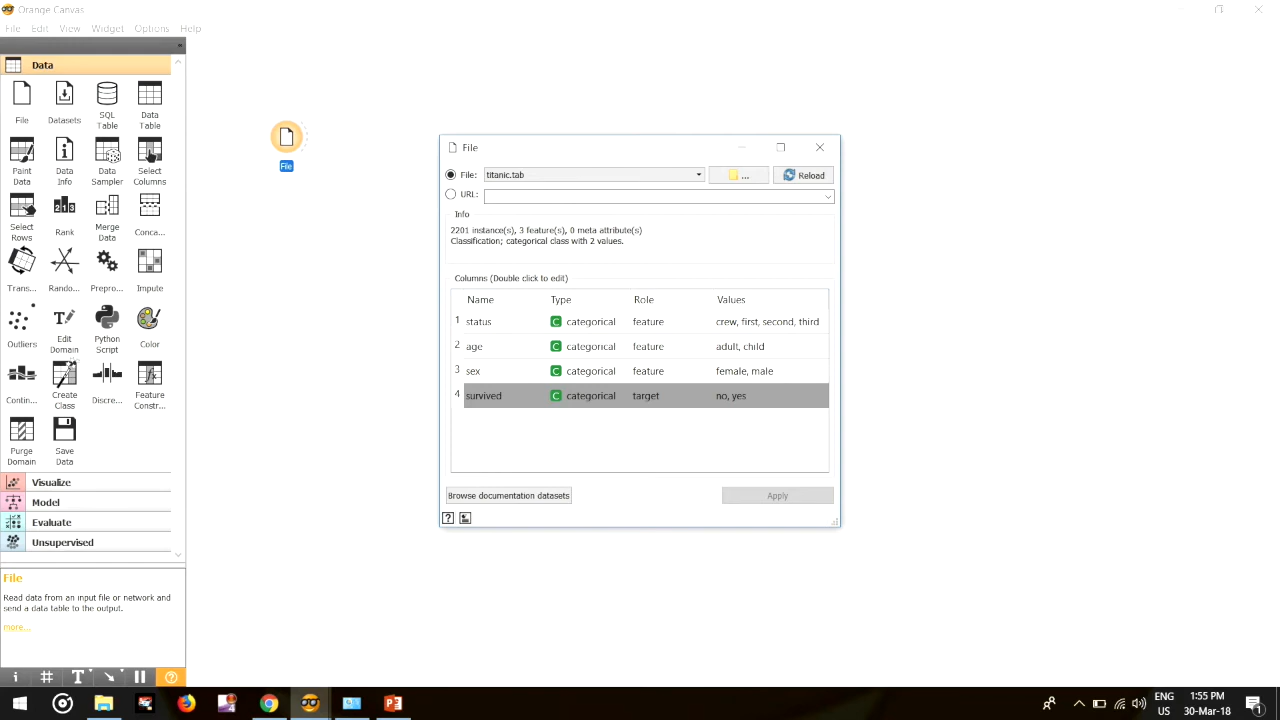 Orange Canvas
File Edit View Widget Options Help
Data
File Datasets SQL Table Data Table
Paint Data Data Info Data Sampler Select Columns
Select Rows Rank Merge Data Conca...
Trans... Rando... Prepro... Impute
Outliers Edit Domain Python Script Color
Contin... Create Class Discre... Feature Constr...
Purge Domain Save Data
Visualize
Model
Evaluate
Unsupervised
File
Read data from an input file or network and
send a data table to the output.
more...
File
File
File: titanic.tab ... Reload
URL:
Info
2201 instance(s), 3 feature(s), 0 meta attribute(s)
Classification; categorical class with 2 values.
Columns (Double click to edit)
Name Type Role Values
1 status C categorical feature crew, first, second, third
2 age C categorical feature adult, child
3 sex C categorical feature female, male
4 survived C categorical target no, yes
Browse documentation datasets Apply
ENG 1:55 PM
US 30-Mar-18